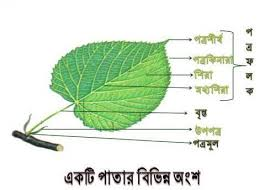 পত্রশীর্ষ
পত্রকিনারা
শিরা
মধ্যশিরা
পত্রফলক
বৃন্ত
উপপত্র
পত্রমূল
একটি পাতার বিভিন্ন অংশ